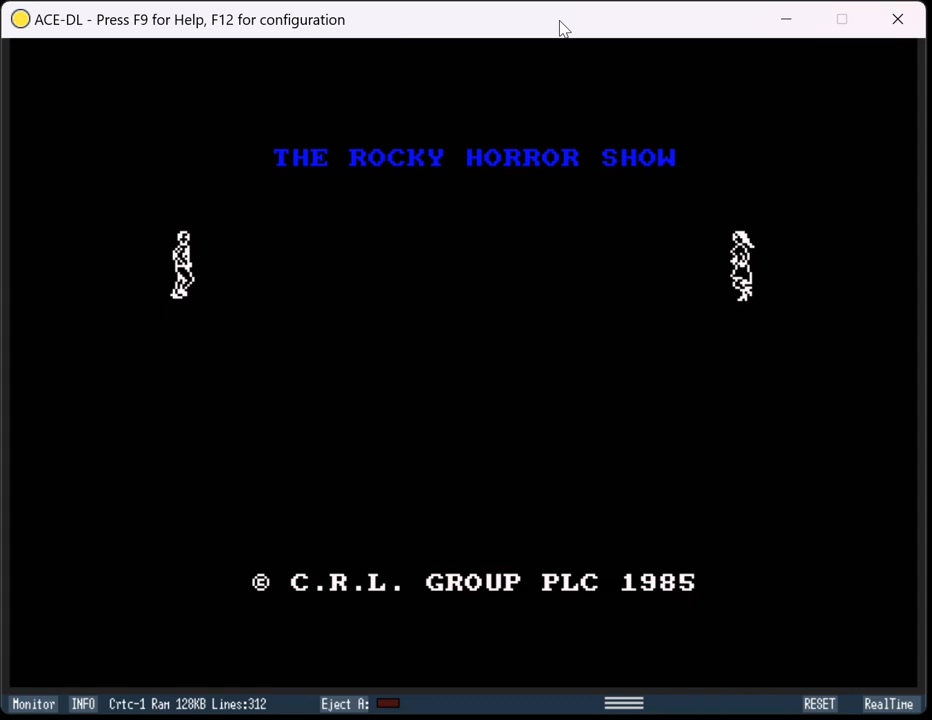 ACE-DL - Press F9 for Help, F12 for configuration
THE ROCKY HORROR SHOW
© C.R.L. GROUP PLC 1985
Monitor INFO Crtc-1 Ram 128KB Lines:312 Eject A: RESET RealTime